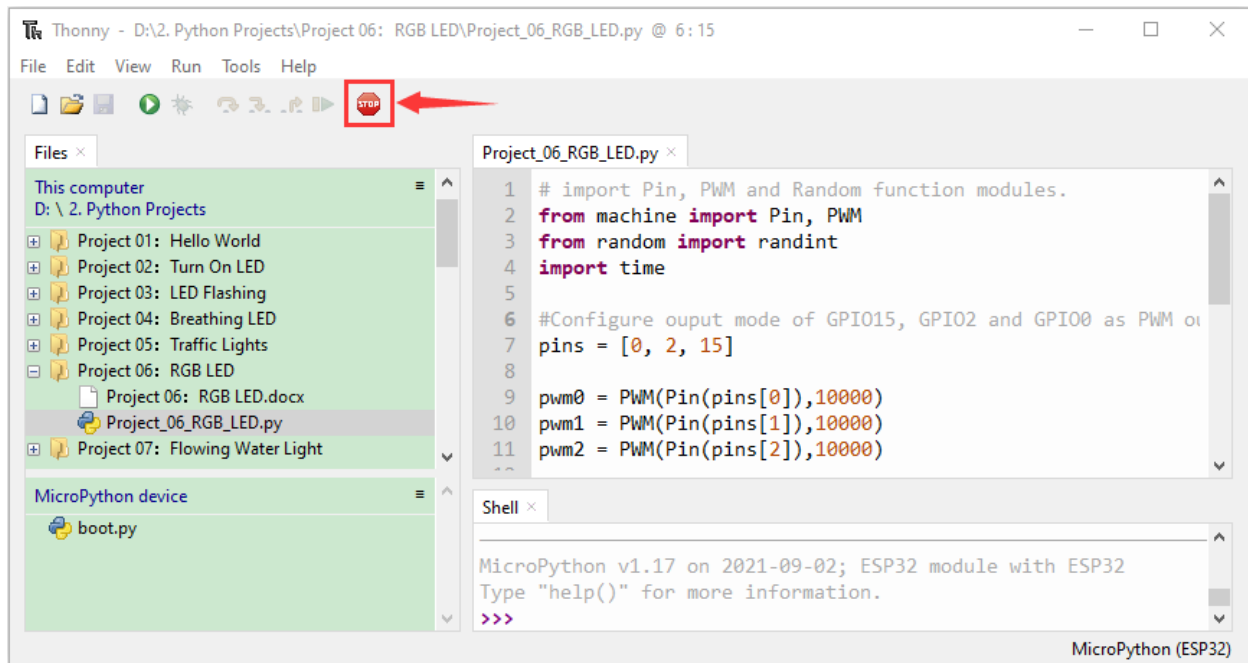 Thonny - D:\2. Python Projects\Project 06: RGB LED\Project_06_RGB_LED.py @ 6:15
File Edit View Run Tools Help
STOP
Files
This computer
D: \ 2. Python Projects
Project 01: Hello World
Project 02: Turn On LED
Project 03: LED Flashing
Project 04: Breathing LED
Project 05: Traffic Lights
Project 06: RGB LED
Project 06: RGB LED.docx
Project_06_RGB_LED.py
Project 07: Flowing Water Light
MicroPython device
boot.py
Project_06_RGB_LED.py
1 # import Pin, PWM and Random function modules.
2 from machine import Pin, PWM
3 from random import randint
4 import time
5
6 #Configure ouput mode of GPIO15, GPIO2 and GPIO0 as PWM
7 pins = [0, 2, 15]
8
9 pwm0 = PWM(Pin(pins[0]),10000)
10 pwm1 = PWM(Pin(pins[1]),10000)
11 pwm2 = PWM(Pin(pins[2]),10000)
Shell
MicroPython v1.17 on 2021-09-02; ESP32 module with ESP32
Type "help()" for more information.
>>>
MicroPython (ESP32)